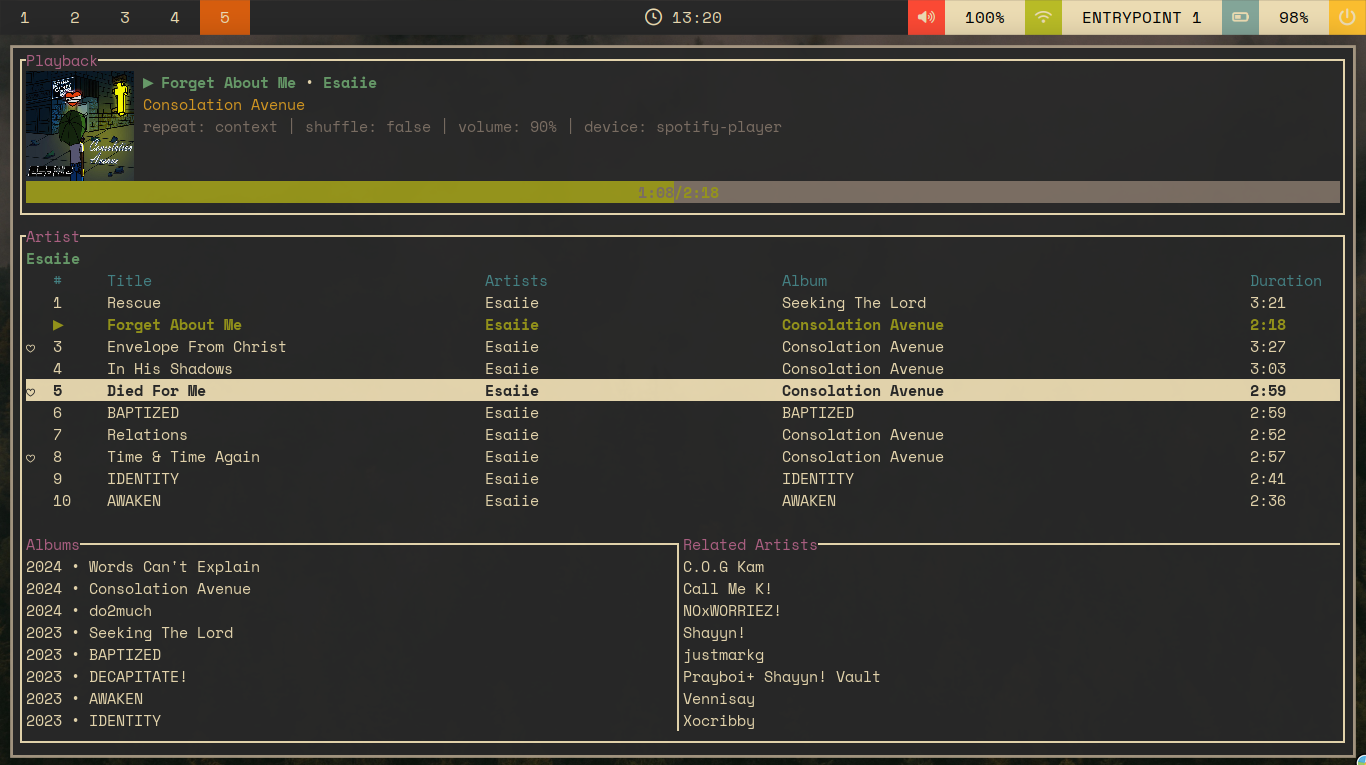 1 2 3 4 5 13:20 100% ENTRYPOINT 1 98%
Playback
▶ Forget About Me • Esaiie
Consolation Avenue
repeat: context | shuffle: false | volume: 90% | device: spotify-player
Consolation
Avenue
1:08/2:18
Artist
Esaiie
# Title Artists Album Duration
1 Rescue Esaiie Seeking The Lord 3:21
▶ Forget About Me Esaiie Consolation Avenue 2:18
♡ 3 Envelope From Christ Esaiie Consolation Avenue 3:27
4 In His Shadows Esaiie Consolation Avenue 3:03
♡ 5 Died For Me Esaiie Consolation Avenue 2:59
6 BAPTIZED Esaiie BAPTIZED 2:59
7 Relations Esaiie Consolation Avenue 2:52
♡ 8 Time & Time Again Esaiie Consolation Avenue 2:57
9 IDENTITY Esaiie IDENTITY 2:41
10 AWAKEN Esaiie AWAKEN 2:36
Albums
2024 • Words Can't Explain
2024 • Consolation Avenue
2024 • do2much
2023 • Seeking The Lord
2023 • BAPTIZED
2023 • DECAPITATE!
2023 • AWAKEN
2023 • IDENTITY
Related Artists
C.O.G Kam
Call Me K!
NOxWORRIEZ!
Shayyn!
justmarkg
Prayboi+ Shayyn! Vault
Vennisay
Xocribby